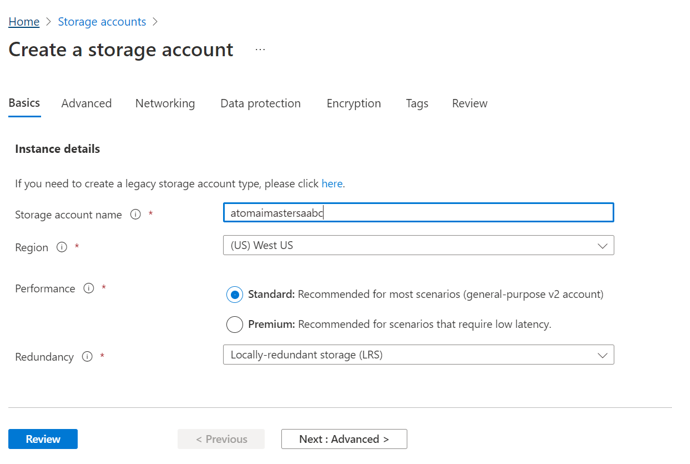 Home > Storage accounts >
Create a storage account ...
Basics Advanced Networking Data protection Encryption Tags Review
Instance details
If you need to create a legacy storage account type, please click here.
Storage account name * atomaimastersaabc
Region * (US) West US
Performance * Standard: Recommended for most scenarios (general-purpose v2 account)
Premium: Recommended for scenarios that require low latency.
Redundancy * Locally-redundant storage (LRS)
Review < Previous Next : Advanced >